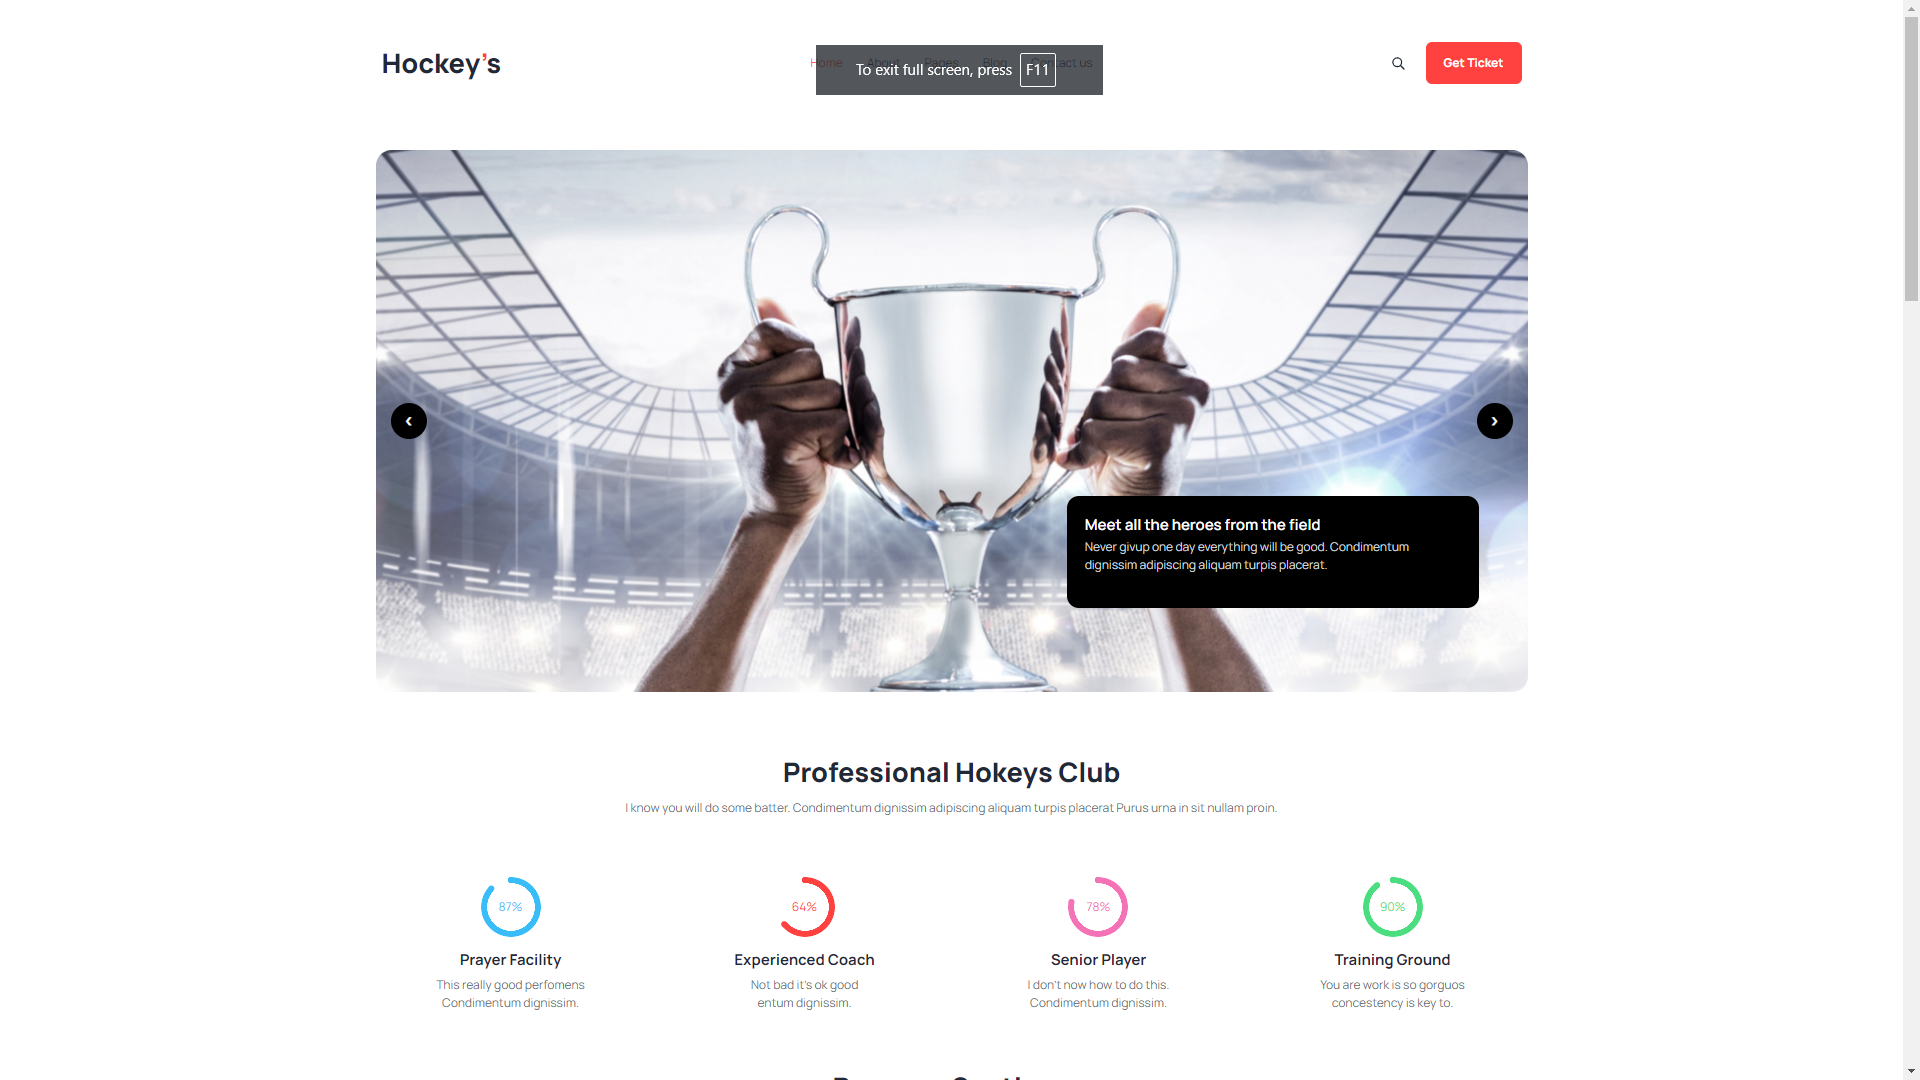 Hockey's
Home About Pages Blog Contact us
To exit full screen, press F11
Get Ticket
‹
›
Meet all the heroes from the field
Never givup one day everything will be good. Condimentum
dignissim adipiscing aliquam turpis placerat.
Professional Hokeys Club
I know you will do some batter. Condimentum dignissim adipiscing aliquam turpis placerat Purus urna in sit nullam proin.
87%
64%
78%
90%
Prayer Facility
Experienced Coach
Senior Player
Training Ground
This really good perfomens
Condimentum dignissim.
Not bad it's ok good
entum dignissim.
I don't now how to do this.
Condimentum dignissim.
You are work is so gorguos
concestency is key to.